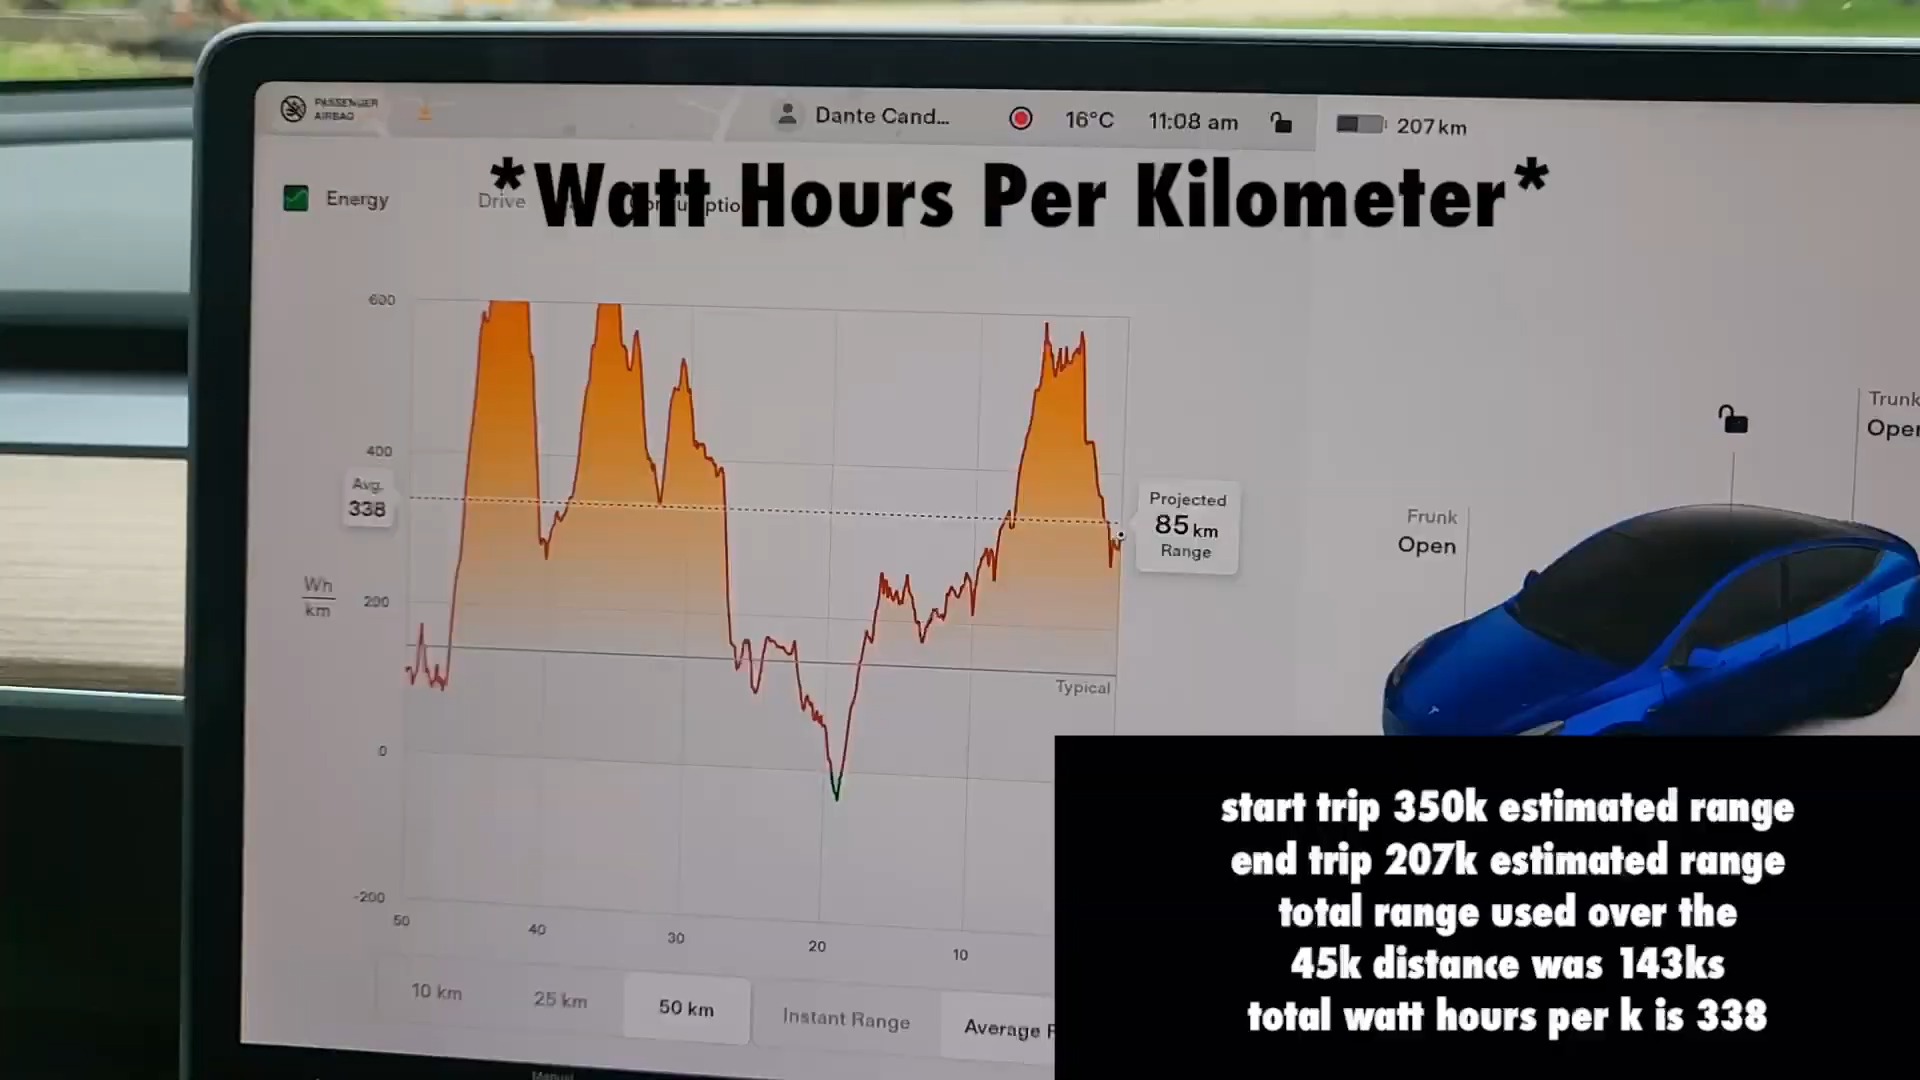 PASSENGER
AIRBAG
Dante Cand...
16°C
11:08 am
207 km
*Watt Hours Per Kilometer*
Energy
Drive
Trunk
Open
Frunk
Open
600
400
Avg.
338
Wh
km
200
0
-200
Projected
85 km
Range
Typical
50
40
30
20
10
10 km
25 km
50 km
Instant Range
Average
Manual
start trip 350k estimated range
end trip 207k estimated range
total range used over the
45k distance was 143ks
total watt hours per k is 338